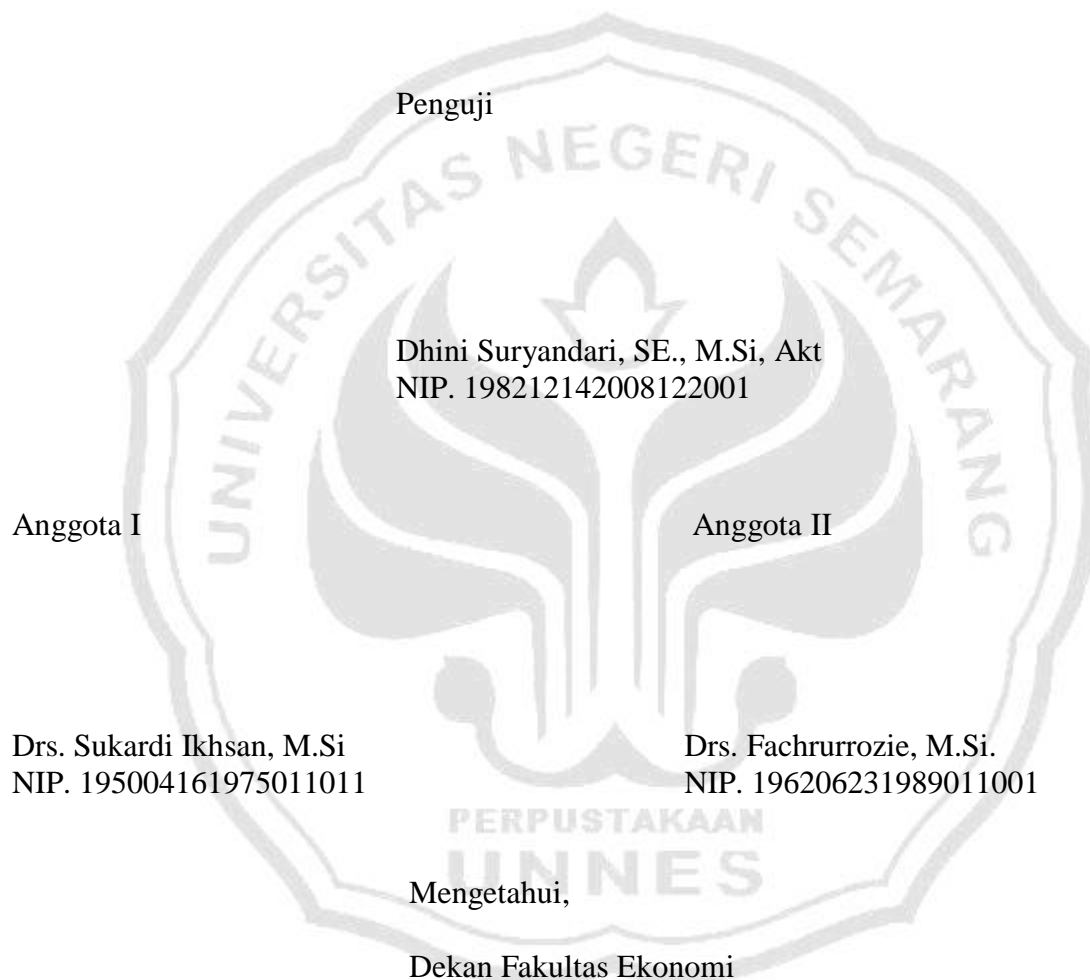 Penguji
UNIVERSITAS NEGERI SEMARANG
Dhini Suryandari, SE., M.Si, Akt
NIP. 198212142008122001
Anggota I
Anggota II
Drs. Sukardi Ikhsan, M.Si
NIP. 195004161975011011
Drs. Fachrurrozie, M.Si.
NIP. 196206231989011001
PERPUSTAKAAN
UNNES
Mengetahui,
Dekan Fakultas Ekonomi